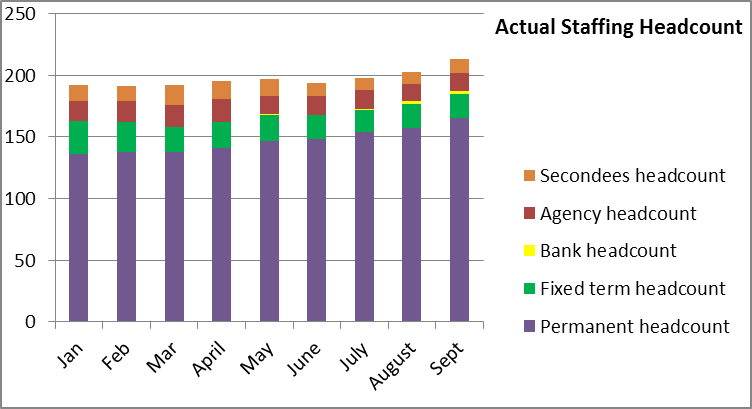 Actual Staffing Headcount
250
200
150
100
50
0
Jan
Feb
Mar
April
May
June
July
August
Sept
Secondees headcount
Agency headcount
Bank headcount
Fixed term headcount
Permanent headcount